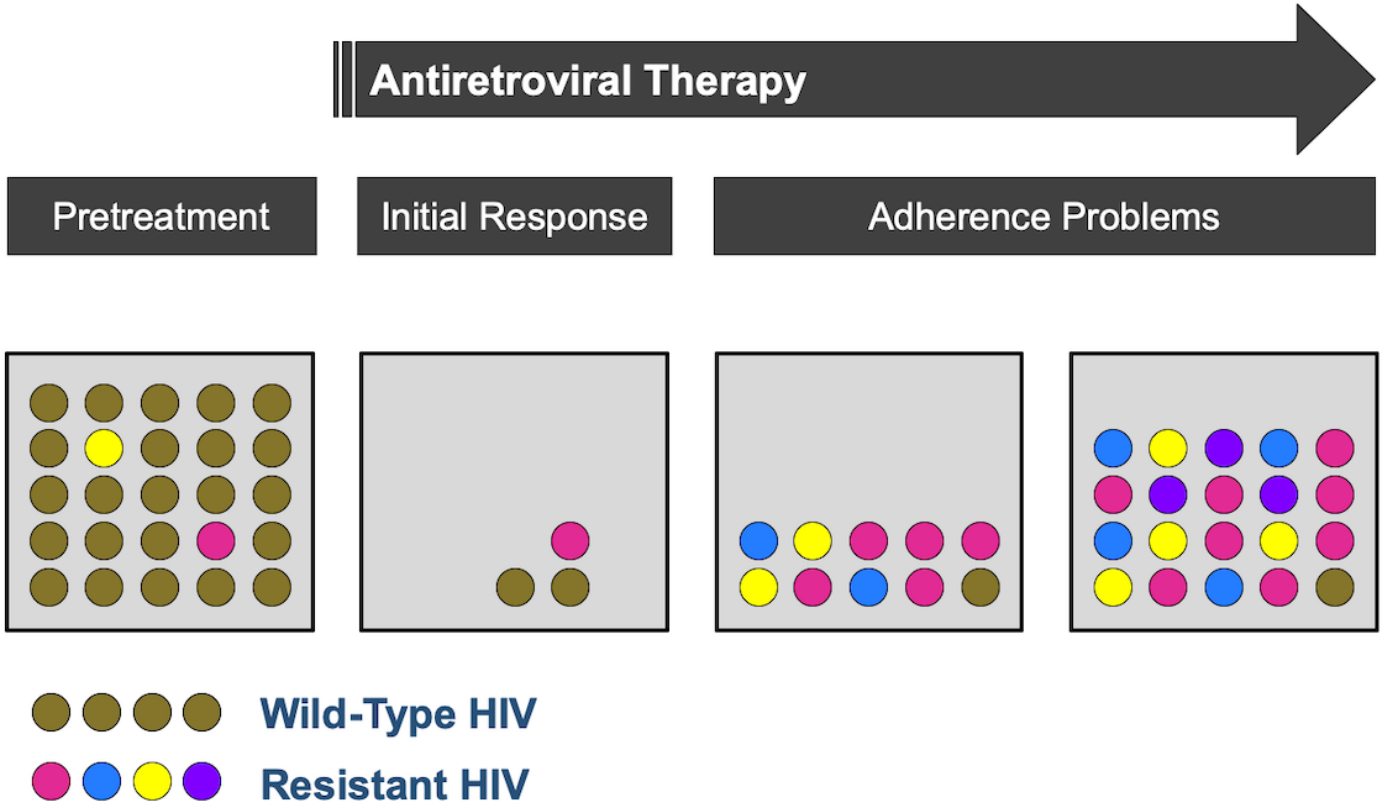 Antiretroviral Therapy
Pretreatment
Initial Response
Adherence Problems
Wild-Type HIV
Resistant HIV